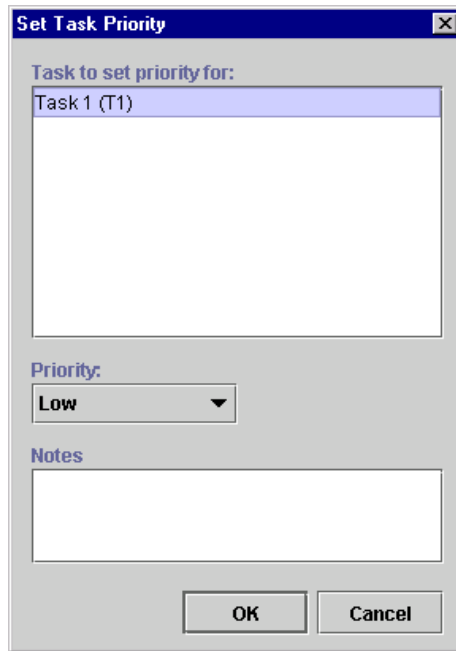 Set Task Priority
Task to set priority for:
Task 1 (T1)
Priority:
Low
Notes
OK
Cancel